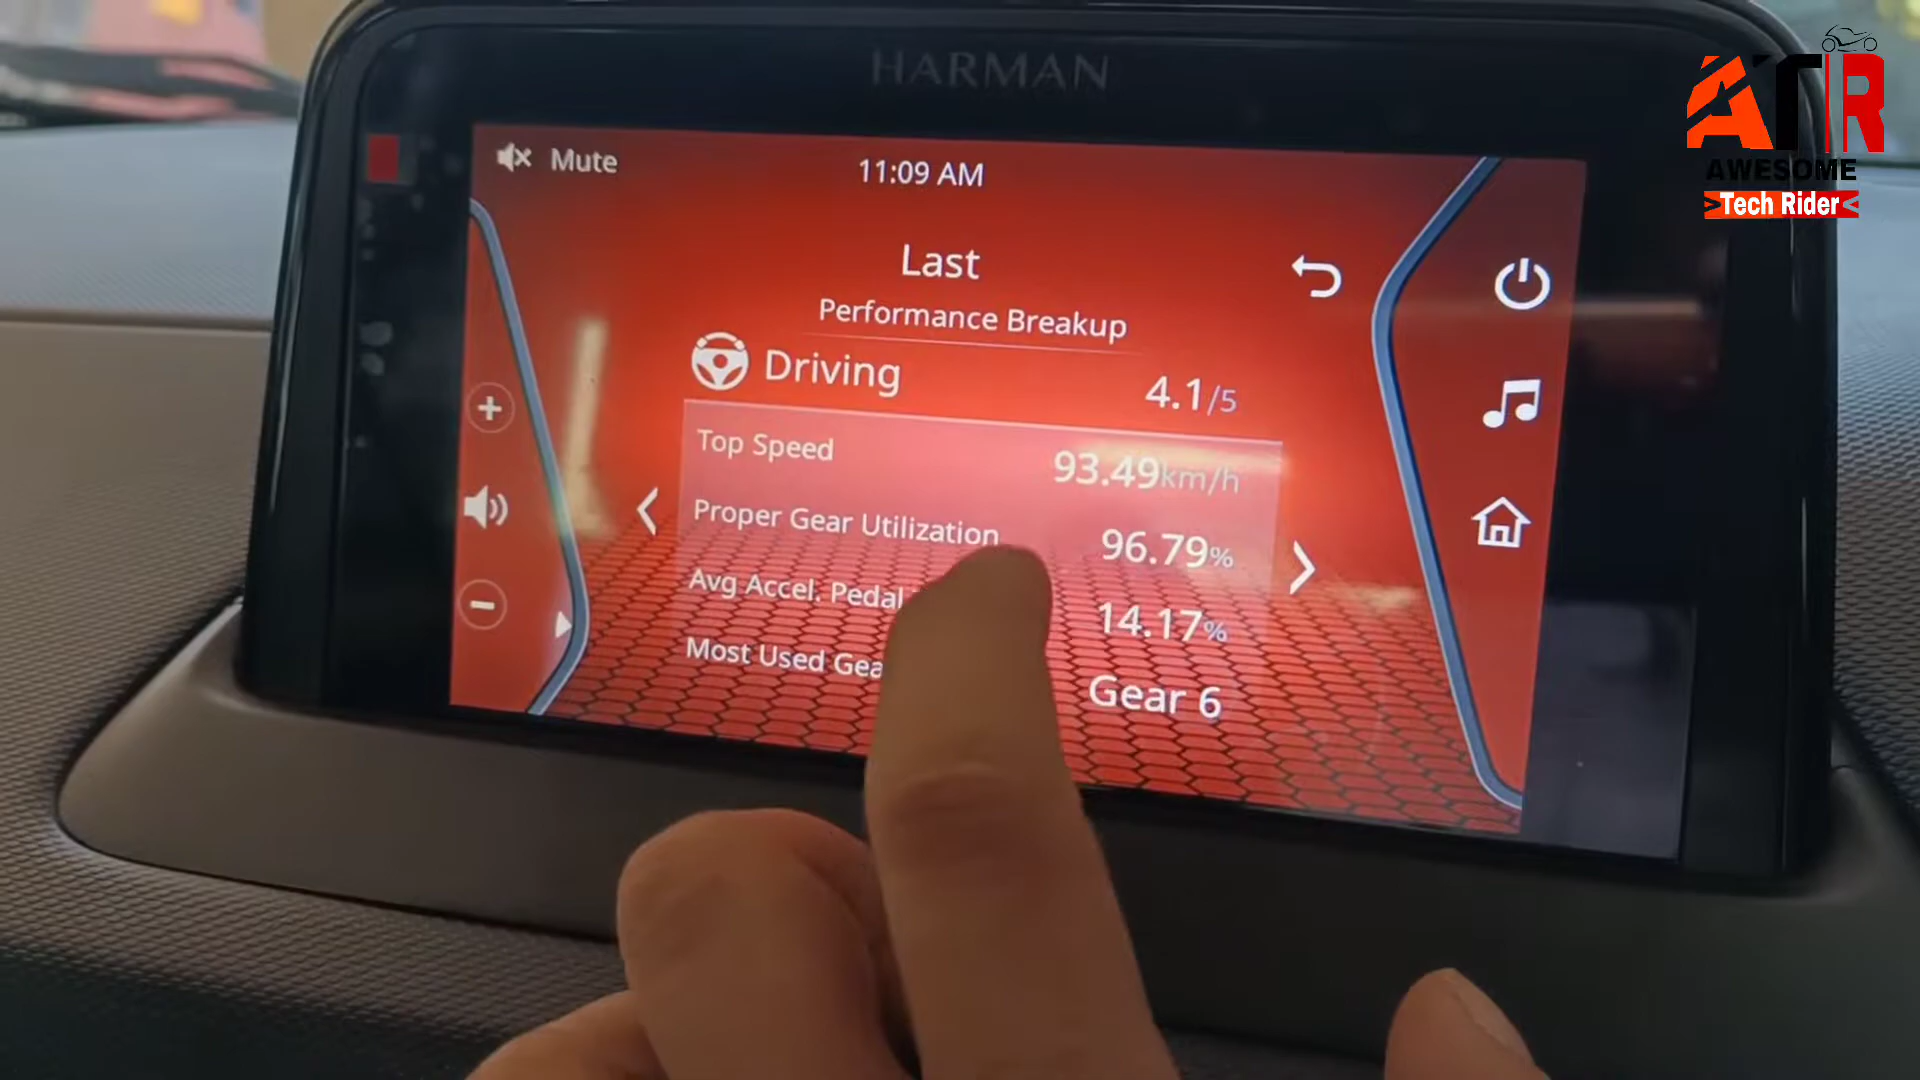 HARMAN
Mute
11:09 AM
Last
Performance Breakup
Driving 4.1/5
Top Speed 93.49km/h
Proper Gear Utilization 96.79%
Avg Accel. Pedal 14.17%
Most Used Gea Gear 6
ATR
AWESOME
>Tech Rider<